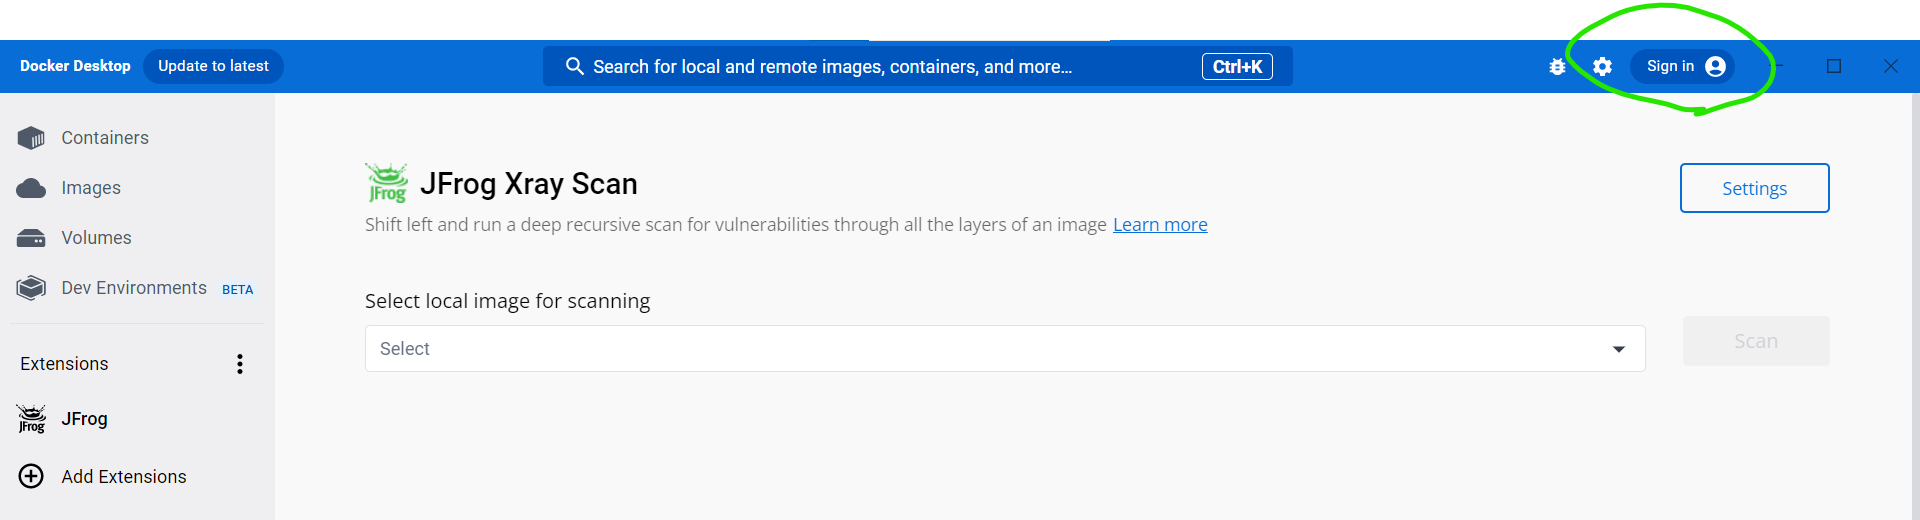 Docker Desktop Update to latest Search for local and remote images, containers, and more... Ctrl+K Sign in
Containers
Images
Volumes
Dev Environments BETA
Extensions
JFrog JFrog
Add Extensions
JFrog JFrog Xray Scan
Settings
Shift left and run a deep recursive scan for vulnerabilities through all the layers of an image Learn more
Select local image for scanning
Select
Scan